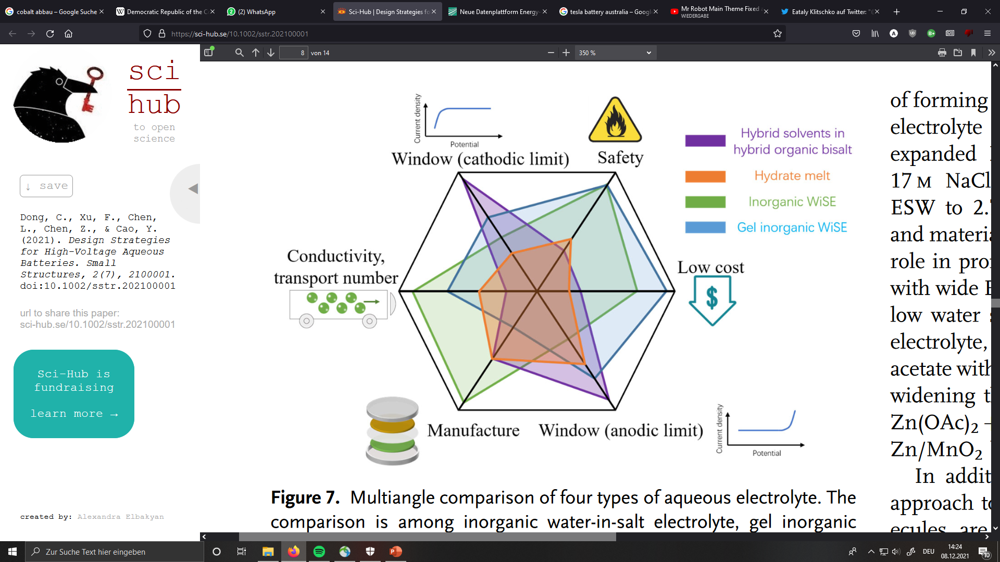 cobalt abbau – Google Suche
Democratic Republic of the C
(2) WhatsApp
Sci-Hub | Design Strategies fo
Neue Datenplattform Energy-
tesla battery australia – Googl
Mr Robot Main Theme Fixed a
WIEDERGABE
Eataly Klitschko auf Twitter: "@
https://sci-hub.se/10.1002/sstr.202100001
8 von 14
350 %
sci
hub
to open
science
↓ save
Dong, C., Xu, F., Chen,
L., Chen, Z., & Cao, Y.
(2021). Design Strategies
for High-Voltage Aqueous
Batteries. Small
Structures, 2(7), 2100001.
doi:10.1002/sstr.202100001
url to share this paper:
sci-hub.se/10.1002/sstr.202100001
Sci-Hub is
fundraising
learn more →
created by: Alexandra Elbakyan
Current density
Potential
Window (cathodic limit)
Safety
Hybrid solvents in
hybrid organic bisalt
Hydrate melt
Inorganic WiSE
Gel inorganic WiSE
Conductivity,
transport number
Low cost
$
Manufacture
Window (anodic limit)
Current density
Potential
Figure 7. Multiangle comparison of four types of aqueous electrolyte. The
comparison is among inorganic water-in-salt electrolyte, gel inorganic
of forming
electrolyte
expanded
17 M NaCl
ESW to 2.
and materia
role in pro
with wide E
low water s
electrolyte,
acetate with
widening t
Zn(OAc)₂ –
Zn/MnO₂
In addit
approach to
ecules are
Zur Suche Text hier eingeben
DEU
14:24
08.12.2021
10